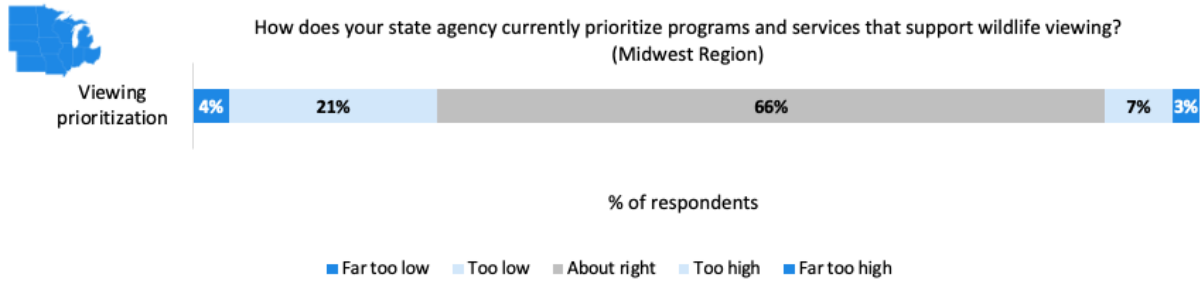 How does your state agency currently prioritize programs and services that support wildlife viewing?
(Midwest Region)
Viewing
prioritization
4% 21% 66% 7% 3%
% of respondents
Far too low Too low About right Too high Far too high